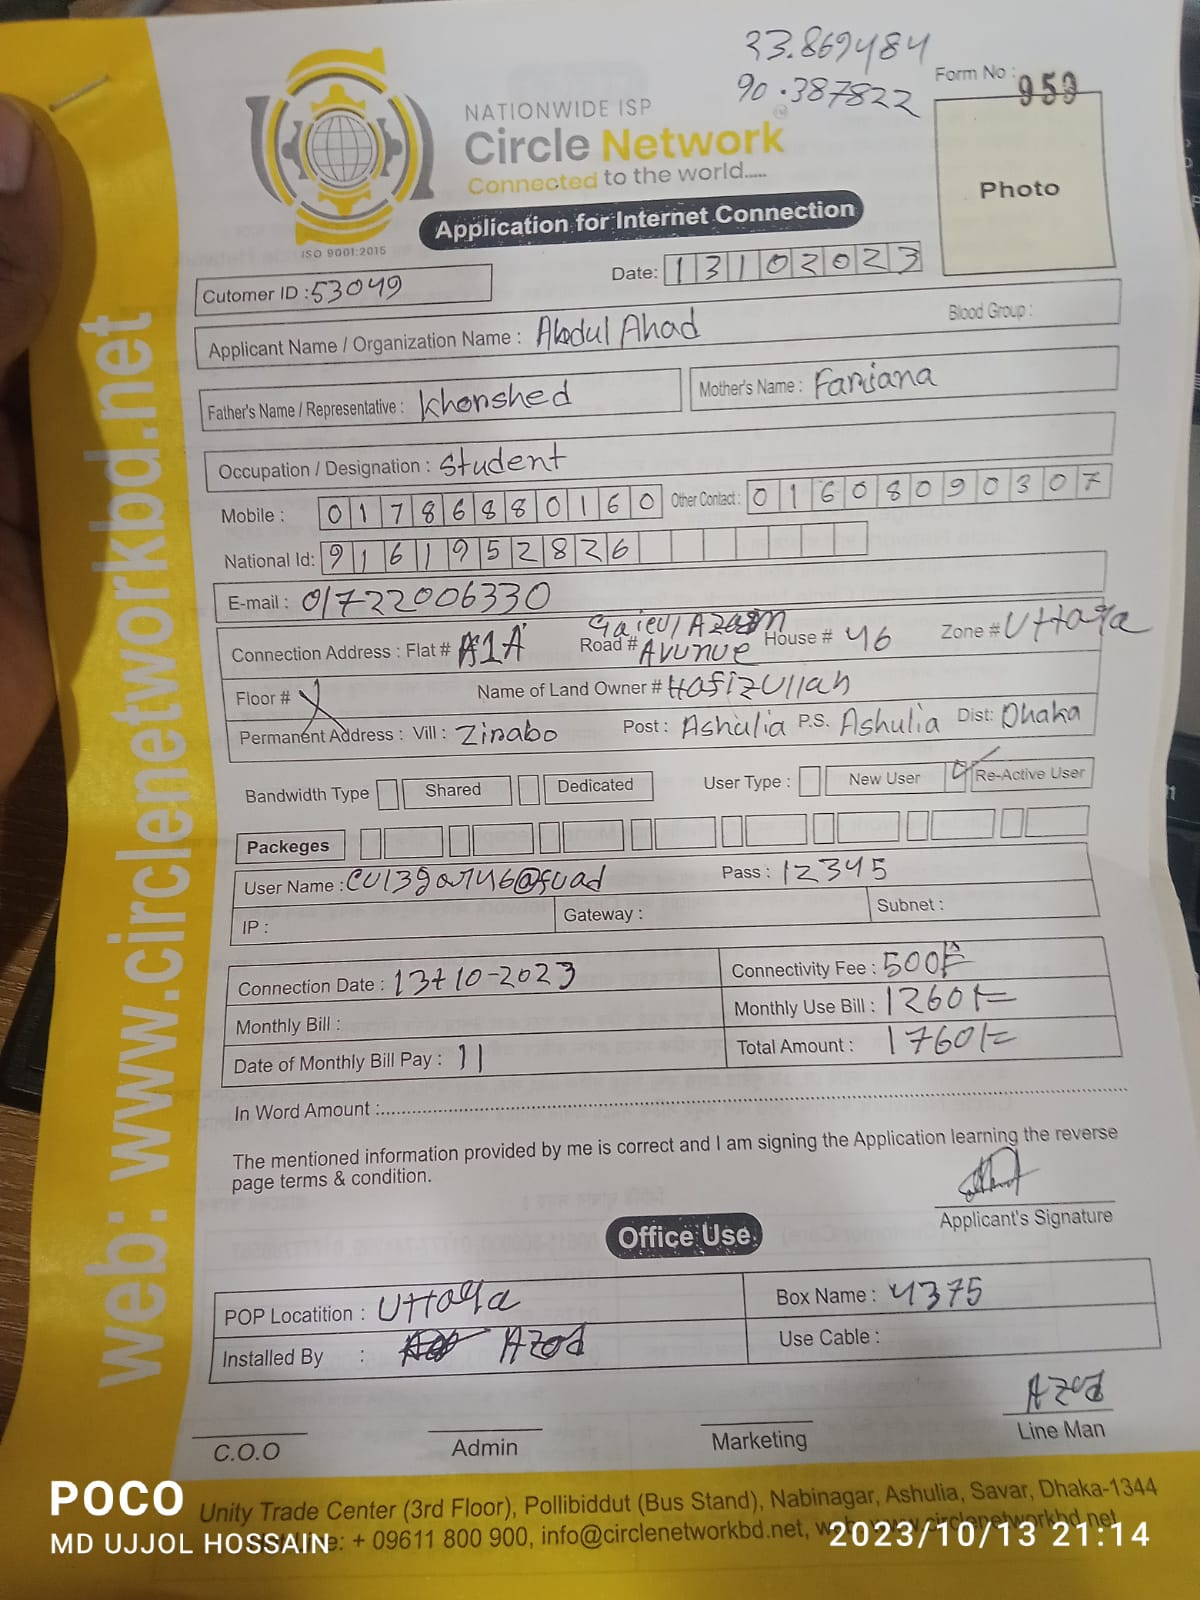 33.869484
90.387822
Form No : 959
NATIONWIDE ISP
Circle Network
Connected to the world.....
ISO 9001:2015
Photo
Application for Internet Connection
Cutomer ID : 53049
Date: 13102023
Applicant Name / Organization Name : Abdul Ahad Blood Group :
Father's Name / Representative : Khorshed Mother's Name : Farjana
Occupation / Designation : Student
Mobile : 01786880160 Other Contact : 01608090307
National Id: 9161952826
E-mail : 01722006330
Connection Address : Flat # A1A Road # Avunue House # 46 Zone # Uttara
Floor # Name of Land Owner # Hafizullah
Permanent Address : Vill : Zirabo Post : Ashulia P.S. Ashulia Dist: Dhaka
Bandwidth Type Shared Dedicated User Type : New User Re-Active User
Packeges
User Name : Pass : 12345
IP : Gateway : Subnet :
Connection Date : 13-10-2023 Connectivity Fee : 500/=
Monthly Bill : Monthly Use Bill : 1260/=
Date of Monthly Bill Pay : 11 Total Amount : 1760/=
In Word Amount :
The mentioned information provided by me is correct and I am signing the Application learning the reverse
page terms & condition.
Applicant's Signature
Office Use.
POP Locatition : Uttara Box Name : 4375
Installed By : Azad Use Cable :
Azad
C.O.O Admin Marketing Line Man
web: www.circlenetworkbd.net
Unity Trade Center (3rd Floor), Pollibiddut (Bus Stand), Nabinagar, Ashulia, Savar, Dhaka-1344
+ 09611 800 900, info@circlenetworkbd.net,
POCO
MD UJJOL HOSSAIN
2023/10/13 21:14